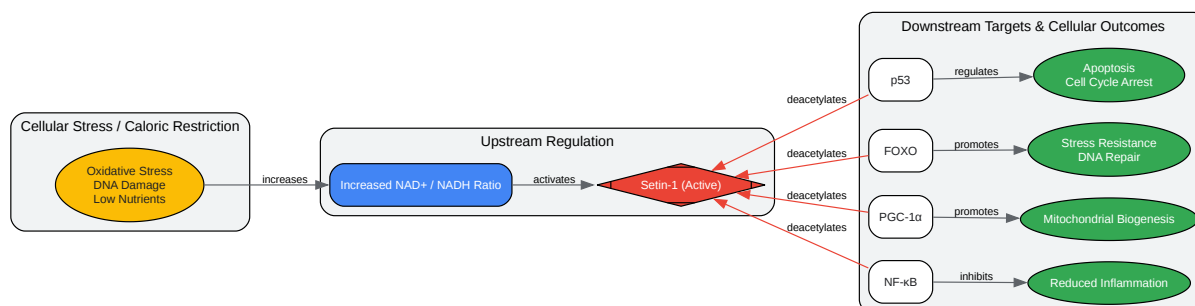 Cellular Stress / Caloric Restriction
Oxidative Stress
DNA Damage
Low Nutrients
increases
Upstream Regulation
Increased NAD+ / NADH Ratio
activates
Setin-1 (Active)
Downstream Targets & Cellular Outcomes
deacetylates
p53
regulates
Apoptosis
Cell Cycle Arrest
deacetylates
FOXO
promotes
Stress Resistance
DNA Repair
deacetylates
PGC-1α
promotes
Mitochondrial Biogenesis
deacetylates
NF-κB
inhibits
Reduced Inflammation